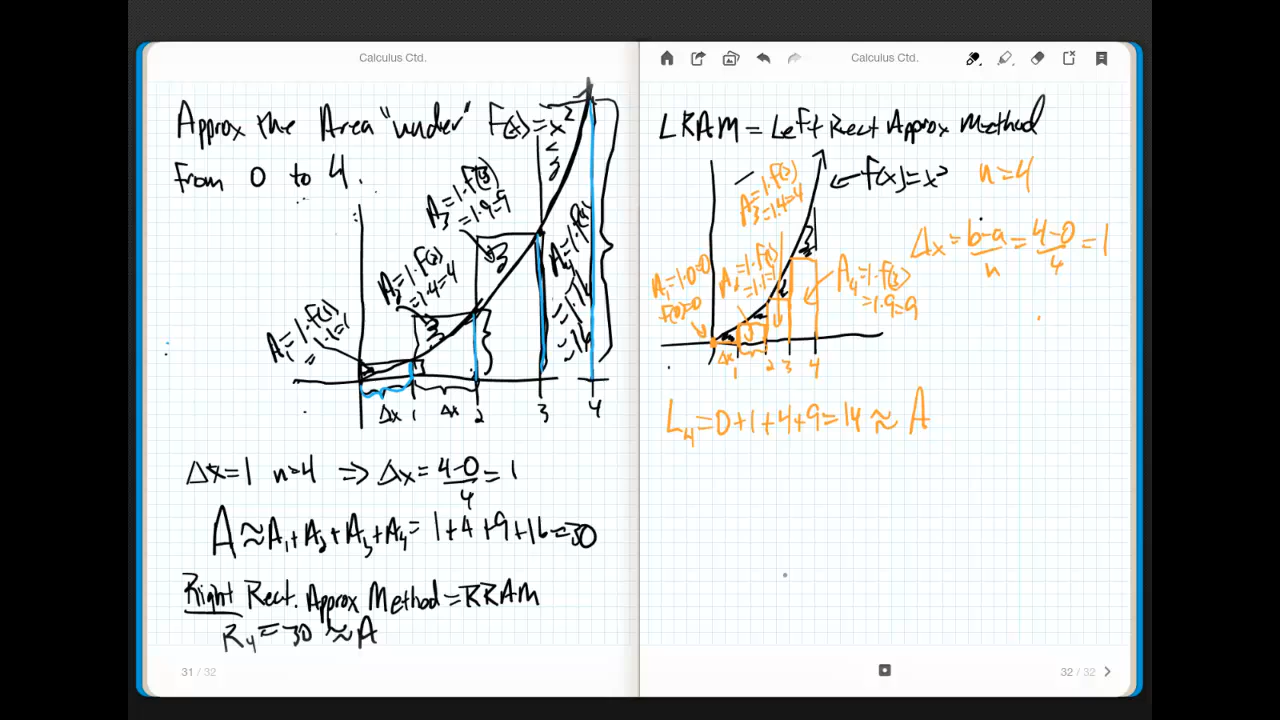 Calculus Ctd.
Approx the Area "under" f(x)=x²
from 0 to 4.
A₁=1·f(1)
=1·1=1
A₂=1·f(2)
=1·4=4
A₃=1·f(3)
=1·9=9
A₄=1·f(4)
=1·16
=16
Δx 1 Δx 2 3 4
Δx=1 n=4 ⇒ Δx=4-0/4=1
A≈A₁+A₂+A₃+A₄=1+4+9+16=30
Right Rect. Approx Method=RRAM
R₄=30≈A
31 / 32
Calculus Ctd.
LRAM=Left Rect Approx Method
f(x)=x² n=4
Δx=b-a/n=4-0/4=1
A₁=1·0=0
f(0)=0
A₂=1·f(1)
=1·1=1
A₃=1·f(2)
=1·4=4
A₄=1·f(3)
=1·9=9
Δx 1 2 3 4
L₄=0+1+4+9=14≈A
32 / 32